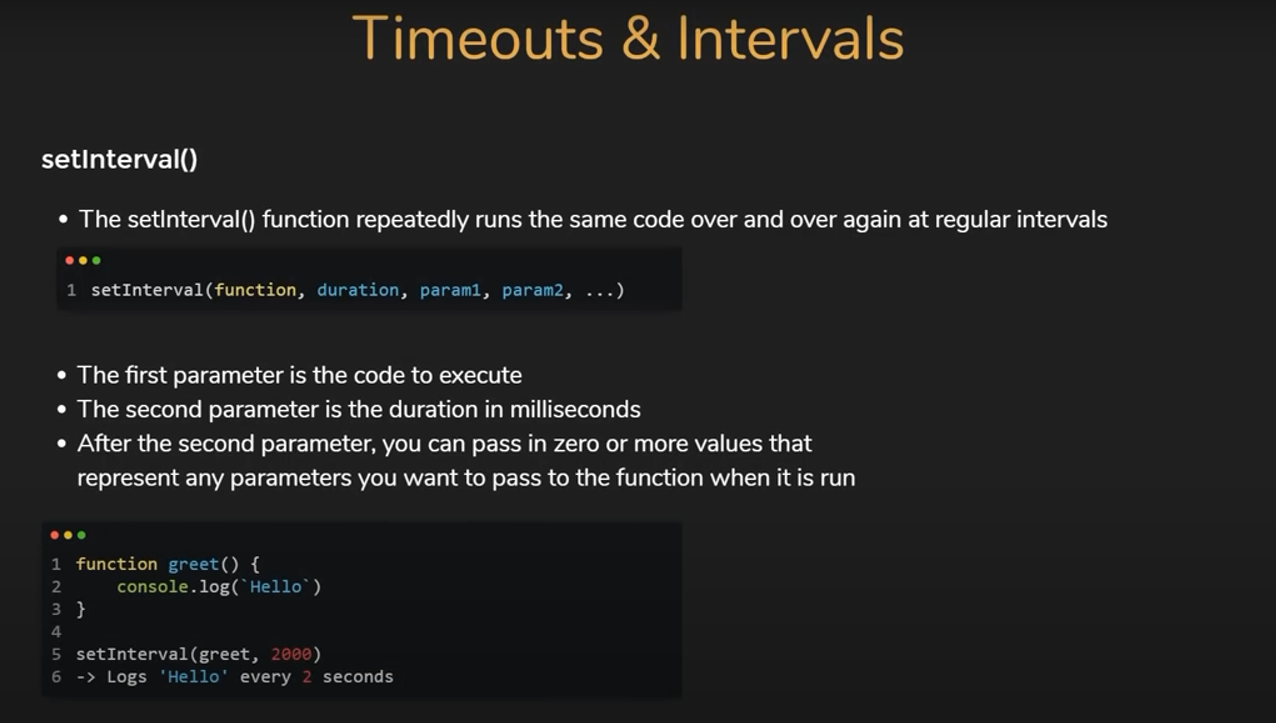 Timeouts & Intervals
setInterval()
• The setInterval() function repeatedly runs the same code over and over again at regular intervals
1 setInterval(function, duration, param1, param2, ...)
• The first parameter is the code to execute
• The second parameter is the duration in milliseconds
• After the second parameter, you can pass in zero or more values that
represent any parameters you want to pass to the function when it is run
1 function greet() {
2     console.log(`Hello`)
3 }
4
5 setInterval(greet, 2000)
6 -> Logs 'Hello' every 2 seconds